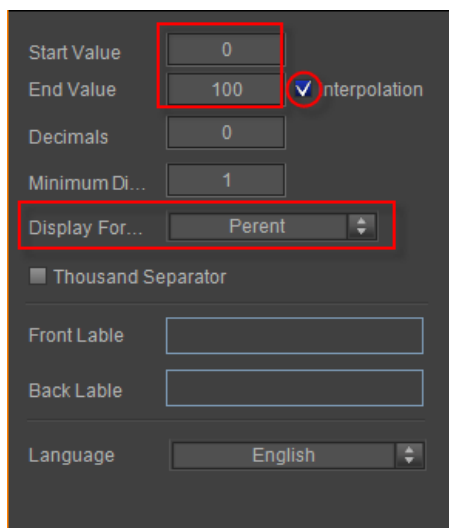 Start Value 0
End Value 100 Interpolation
Decimals 0
Minimum Di... 1
Display For... Perent
Thousand Separator
Front Lable
Back Lable
Language English